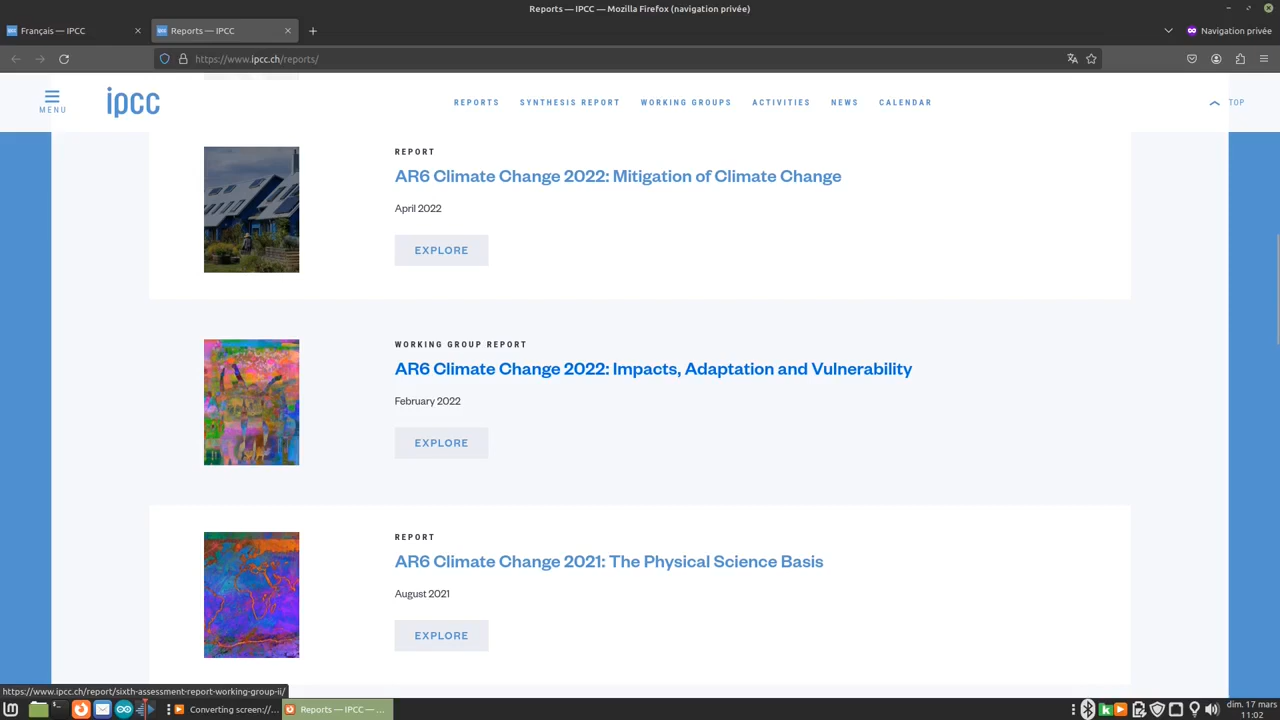 Reports — IPCC — Mozilla Firefox (navigation privée)
Français — IPCC
Reports — IPCC
Navigation privée
https://www.ipcc.ch/reports/
MENU
ipcc
REPORTS
SYNTHESIS REPORT
WORKING GROUPS
ACTIVITIES
NEWS
CALENDAR
TOP
REPORT
AR6 Climate Change 2022: Mitigation of Climate Change
April 2022
EXPLORE
WORKING GROUP REPORT
AR6 Climate Change 2022: Impacts, Adaptation and Vulnerability
February 2022
EXPLORE
REPORT
AR6 Climate Change 2021: The Physical Science Basis
August 2021
EXPLORE
https://www.ipcc.ch/report/sixth-assessment-report-working-group-ii/
Converting screen://...
Reports — IPCC — ...
dim. 17 mars
11:02